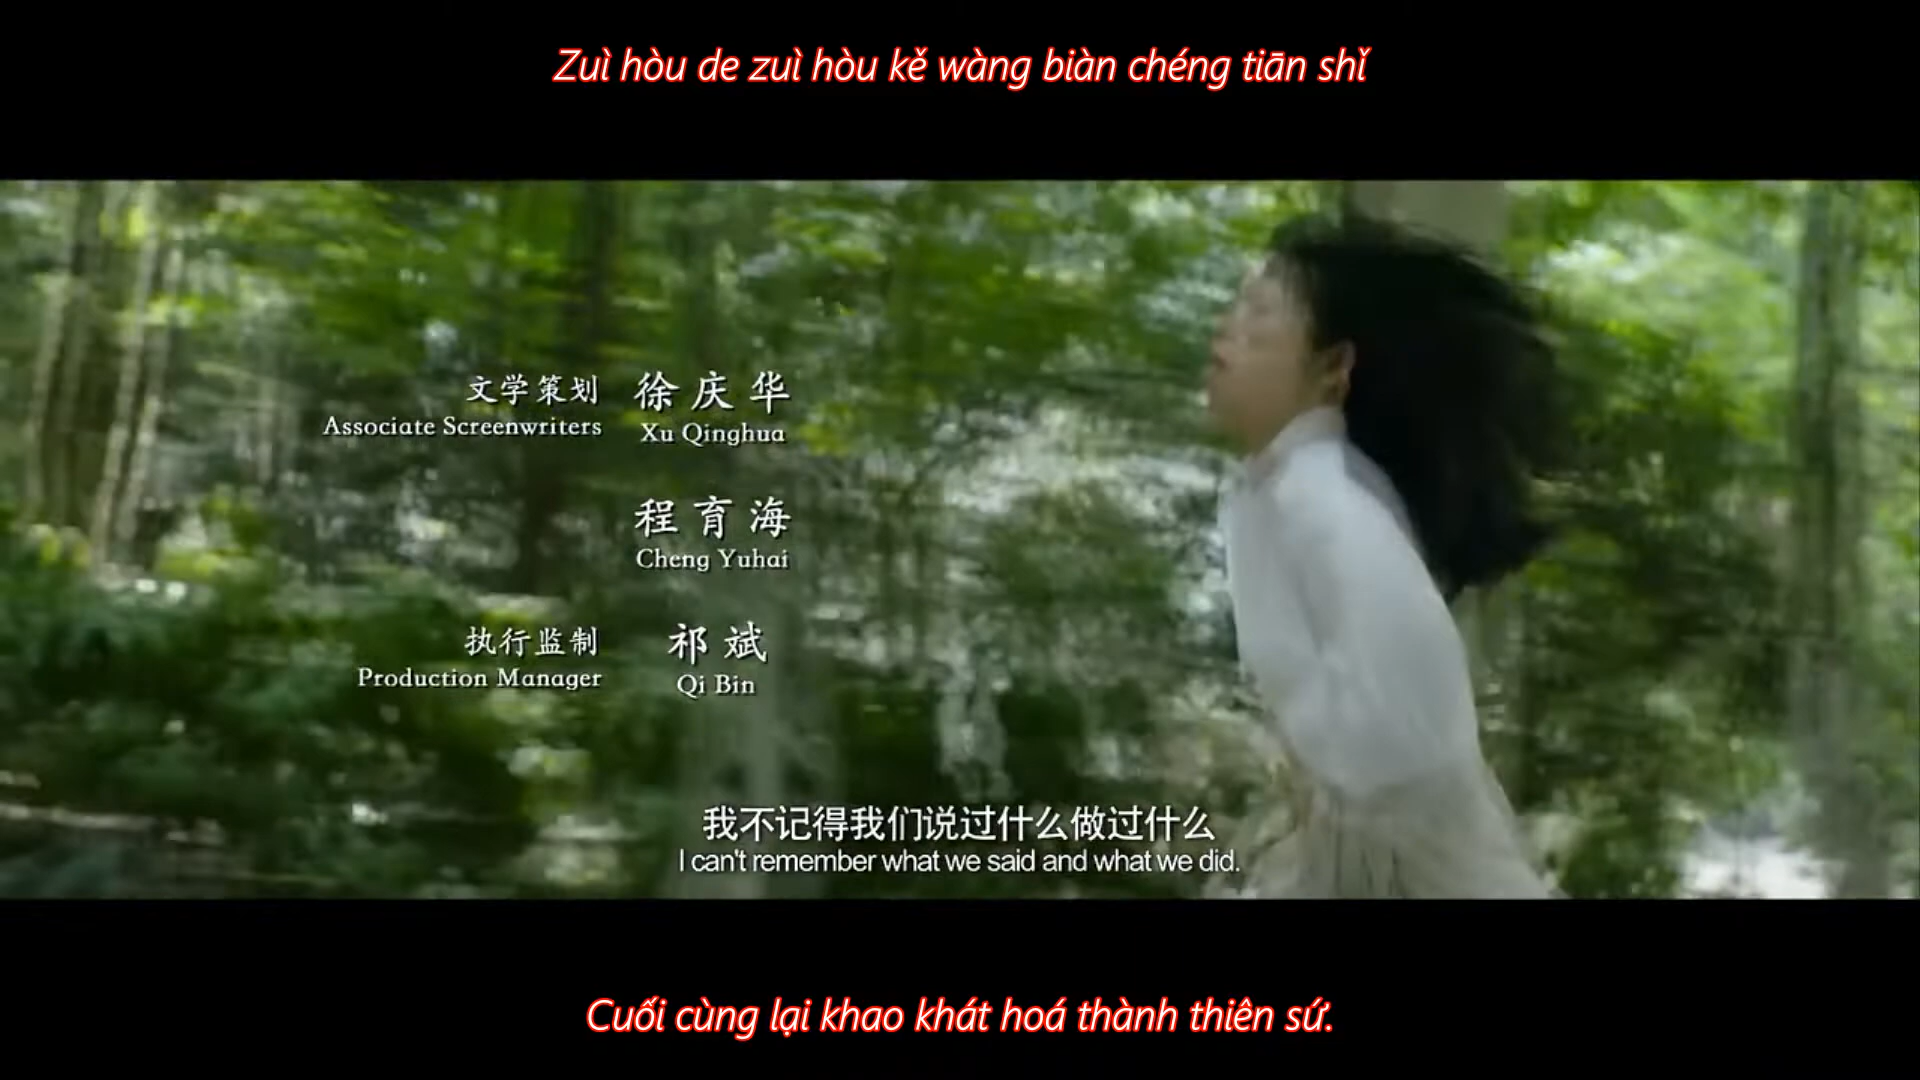 Zuì hòu de zuì hòu kě wàng biàn chéng tiān shǐ
文学策划 徐庆华
Associate Screenwriters Xu Qinghua
程育海
Cheng Yuhai
执行监制 祁斌
Production Manager Qi Bin
我不记得我们说过什么做过什么
I can't remember what we said and what we did.
Cuối cùng lại khao khát hoá thành thiên sứ.